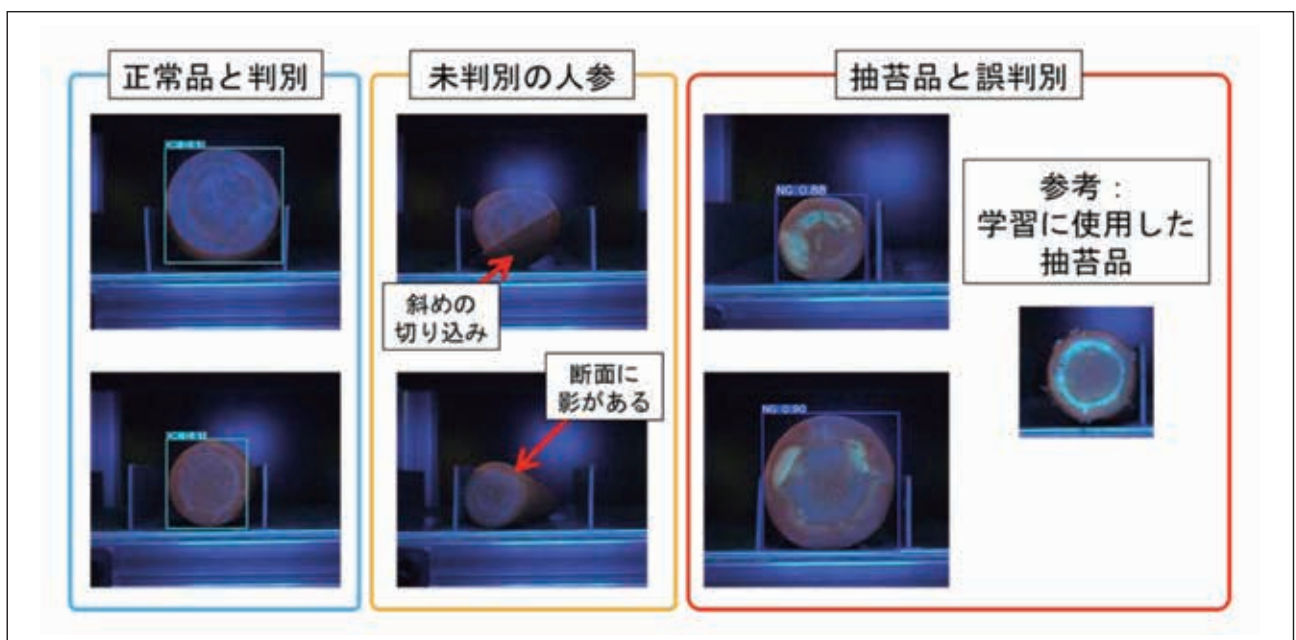 正常品と判別
未判別の人参
抽苔品と誤判別
斜めの
切り込み
断面に
影がある
NG: 0.88
NG: 0.90
参考：
学習に使用した
抽苔品